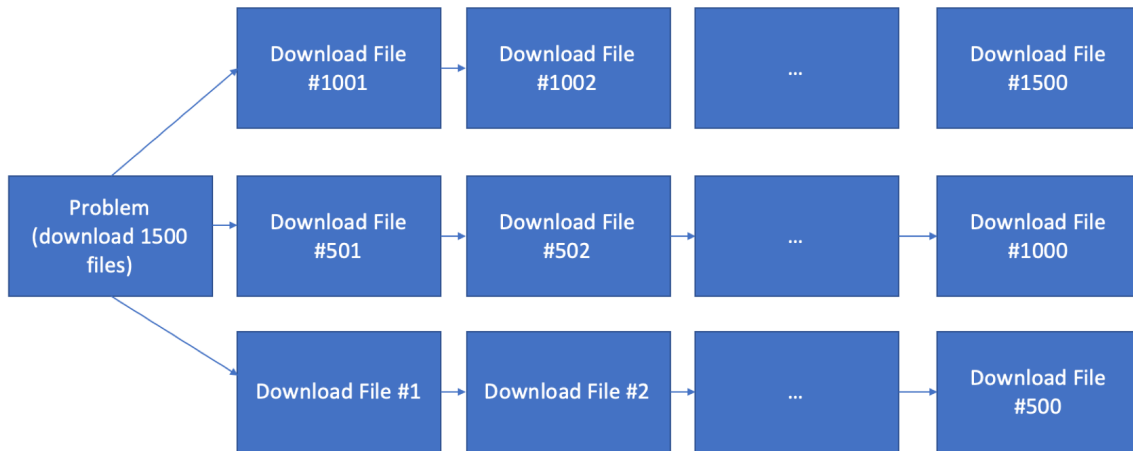 Download File
#1001
Download File
#1002
...
Download File
#1500
Problem
(download 1500
files)
Download File
#501
Download File
#502
...
Download File
#1000
Download File #1
Download File #2
...
Download File
#500